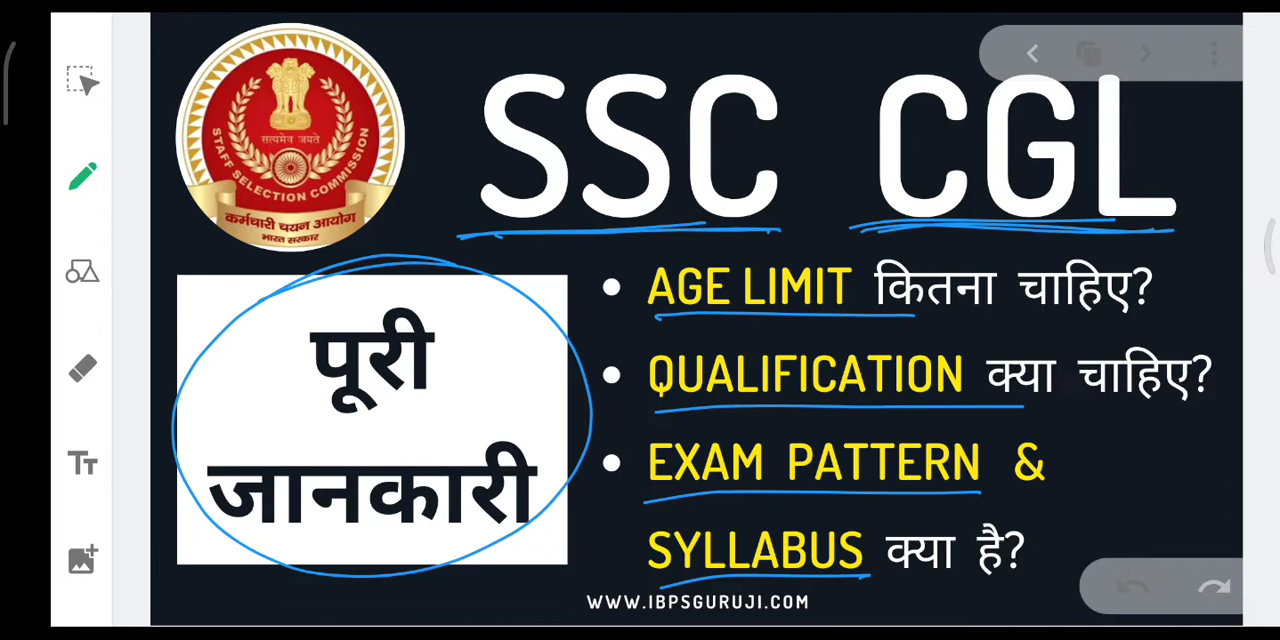 SSC CGL
सत्यमेव जयते
STAFF SELECTION COMMISSION
कर्मचारी चयन आयोग
भारत सरकार
पूरी
जानकारी
• AGE LIMIT कितना चाहिए?
• QUALIFICATION क्या चाहिए?
• EXAM PATTERN &
SYLLABUS क्या है?
WWW.IBPSGURUJI.COM
TT